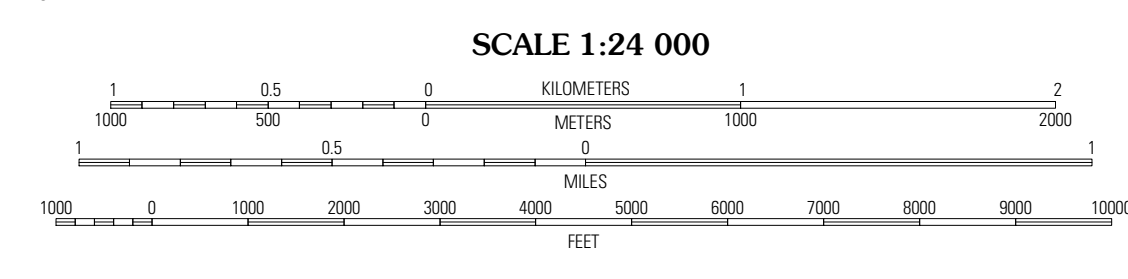 SCALE 1:24 000
1 0.5 0 KILOMETERS 1 2
1000 500 0 METERS 1000 2000
1 0.5 0 1
MILES
1000 0 1000 2000 3000 4000 5000 6000 7000 8000 9000 10000
FEET